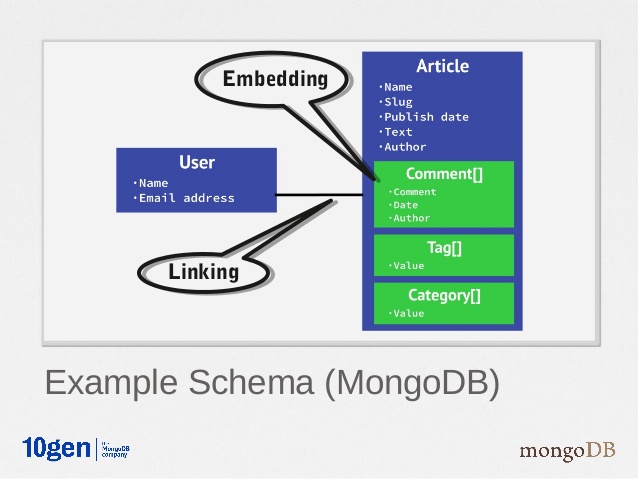 Embedding
Article
·Name
·Slug
·Publish date
·Text
·Author
User
·Name
·Email address
Comment[]
·Comment
·Date
·Author
Linking
Tag[]
·Value
Category[]
·Value
Example Schema (MongoDB)
10gen
the
MongoDB
company
mongoDB